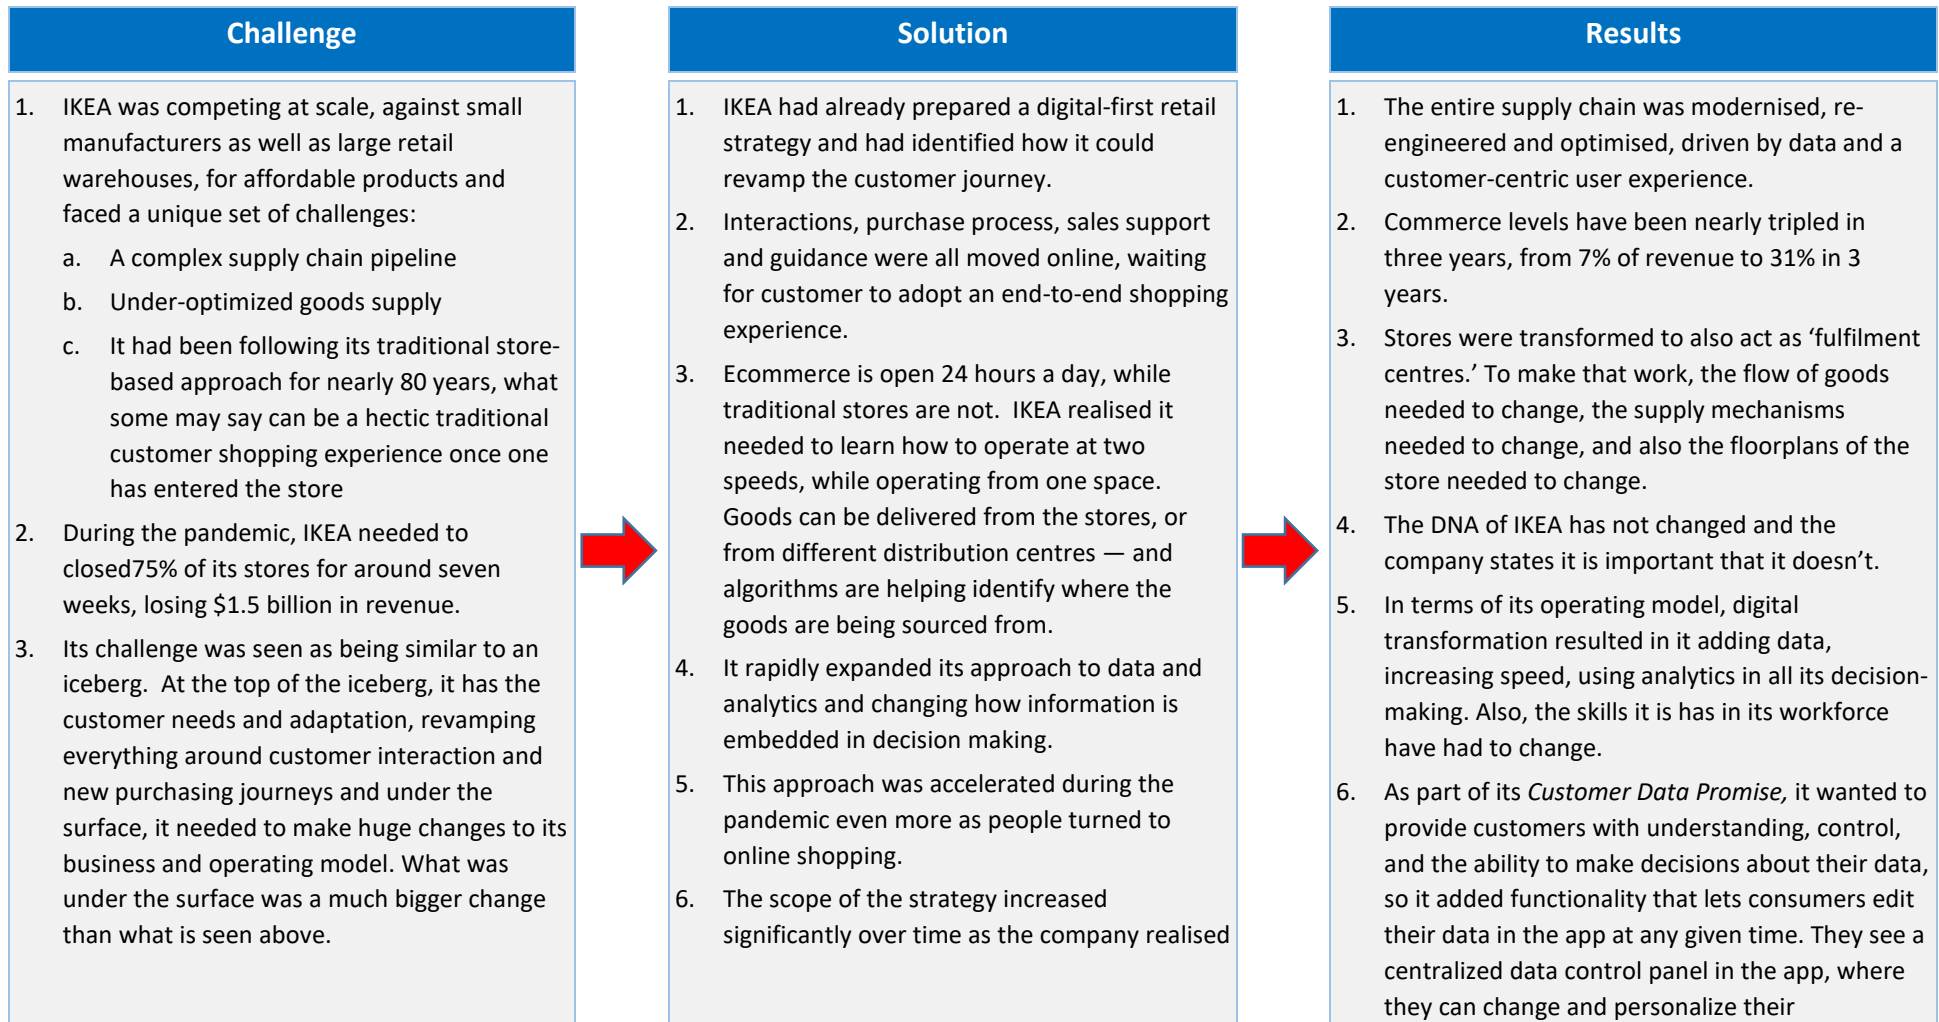 Challenge
1. IKEA was competing at scale, against small
manufacturers as well as large retail
warehouses, for affordable products and
faced a unique set of challenges:
a. A complex supply chain pipeline
b. Under-optimized goods supply
c. It had been following its traditional store-
based approach for nearly 80 years, what
some may say can be a hectic traditional
customer shopping experience once one
has entered the store
2. During the pandemic, IKEA needed to
closed75% of its stores for around seven
weeks, losing $1.5 billion in revenue.
3. Its challenge was seen as being similar to an
iceberg.  At the top of the iceberg, it has the
customer needs and adaptation, revamping
everything around customer interaction and
new purchasing journeys and under the
surface, it needed to make huge changes to its
business and operating model. What was
under the surface was a much bigger change
than what is seen above.
Solution
1. IKEA had already prepared a digital-first retail
strategy and had identified how it could
revamp the customer journey.
2. Interactions, purchase process, sales support
and guidance were all moved online, waiting
for customer to adopt an end-to-end shopping
experience.
3. Ecommerce is open 24 hours a day, while
traditional stores are not.  IKEA realised it
needed to learn how to operate at two
speeds, while operating from one space.
Goods can be delivered from the stores, or
from different distribution centres — and
algorithms are helping identify where the
goods are being sourced from.
4. It rapidly expanded its approach to data and
analytics and changing how information is
embedded in decision making.
5. This approach was accelerated during the
pandemic even more as people turned to
online shopping.
6. The scope of the strategy increased
significantly over time as the company realised
Results
1. The entire supply chain was modernised, re-
engineered and optimised, driven by data and a
customer-centric user experience.
2. Commerce levels have been nearly tripled in
three years, from 7% of revenue to 31% in 3
years.
3. Stores were transformed to also act as ‘fulfilment
centres.’ To make that work, the flow of goods
needed to change, the supply mechanisms
needed to change, and also the floorplans of the
store needed to change.
4. The DNA of IKEA has not changed and the
company states it is important that it doesn’t.
5. In terms of its operating model, digital
transformation resulted in it adding data,
increasing speed, using analytics in all its decision-
making. Also, the skills it is has in its workforce
have had to change.
6. As part of its Customer Data Promise, it wanted to
provide customers with understanding, control,
and the ability to make decisions about their data,
so it added functionality that lets consumers edit
their data in the app at any given time. They see a
centralized data control panel in the app, where
they can change and personalize their